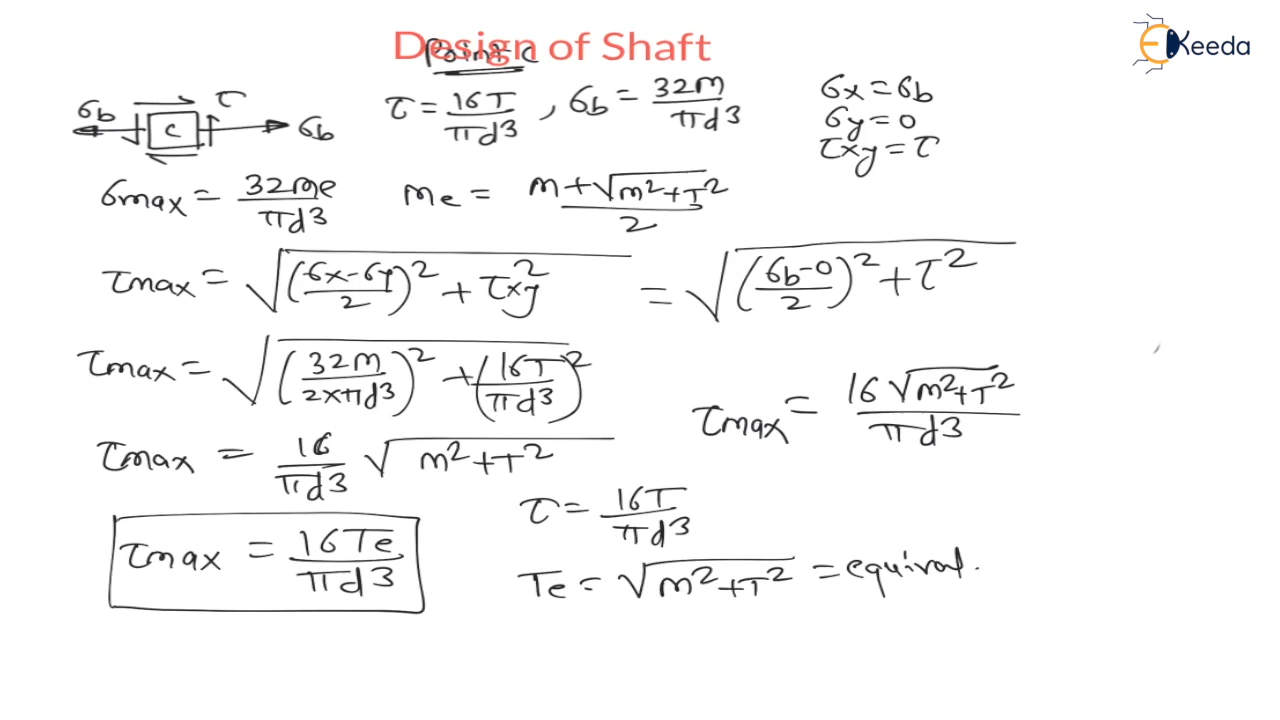 Design of Shaft
Keeda
Point C
σb τ C σb
τ = 16T/πd3 , σb = 32M/πd3
σx = σb
σy = 0
τxy = τ
σmax = 32Me/πd3 Me = M+√M2+T2/2
τmax = √(σx-σy/2)2 + τxy2 = √(σb-0/2)2 + τ2
τmax = √(32M/2×πd3)2 + (16T/πd3)2
τmax = 16√M2+T2/πd3
τmax = 16/πd3 √M2+T2
τ = 16T/πd3
τmax = 16Te/πd3
Te = √M2+T2 =